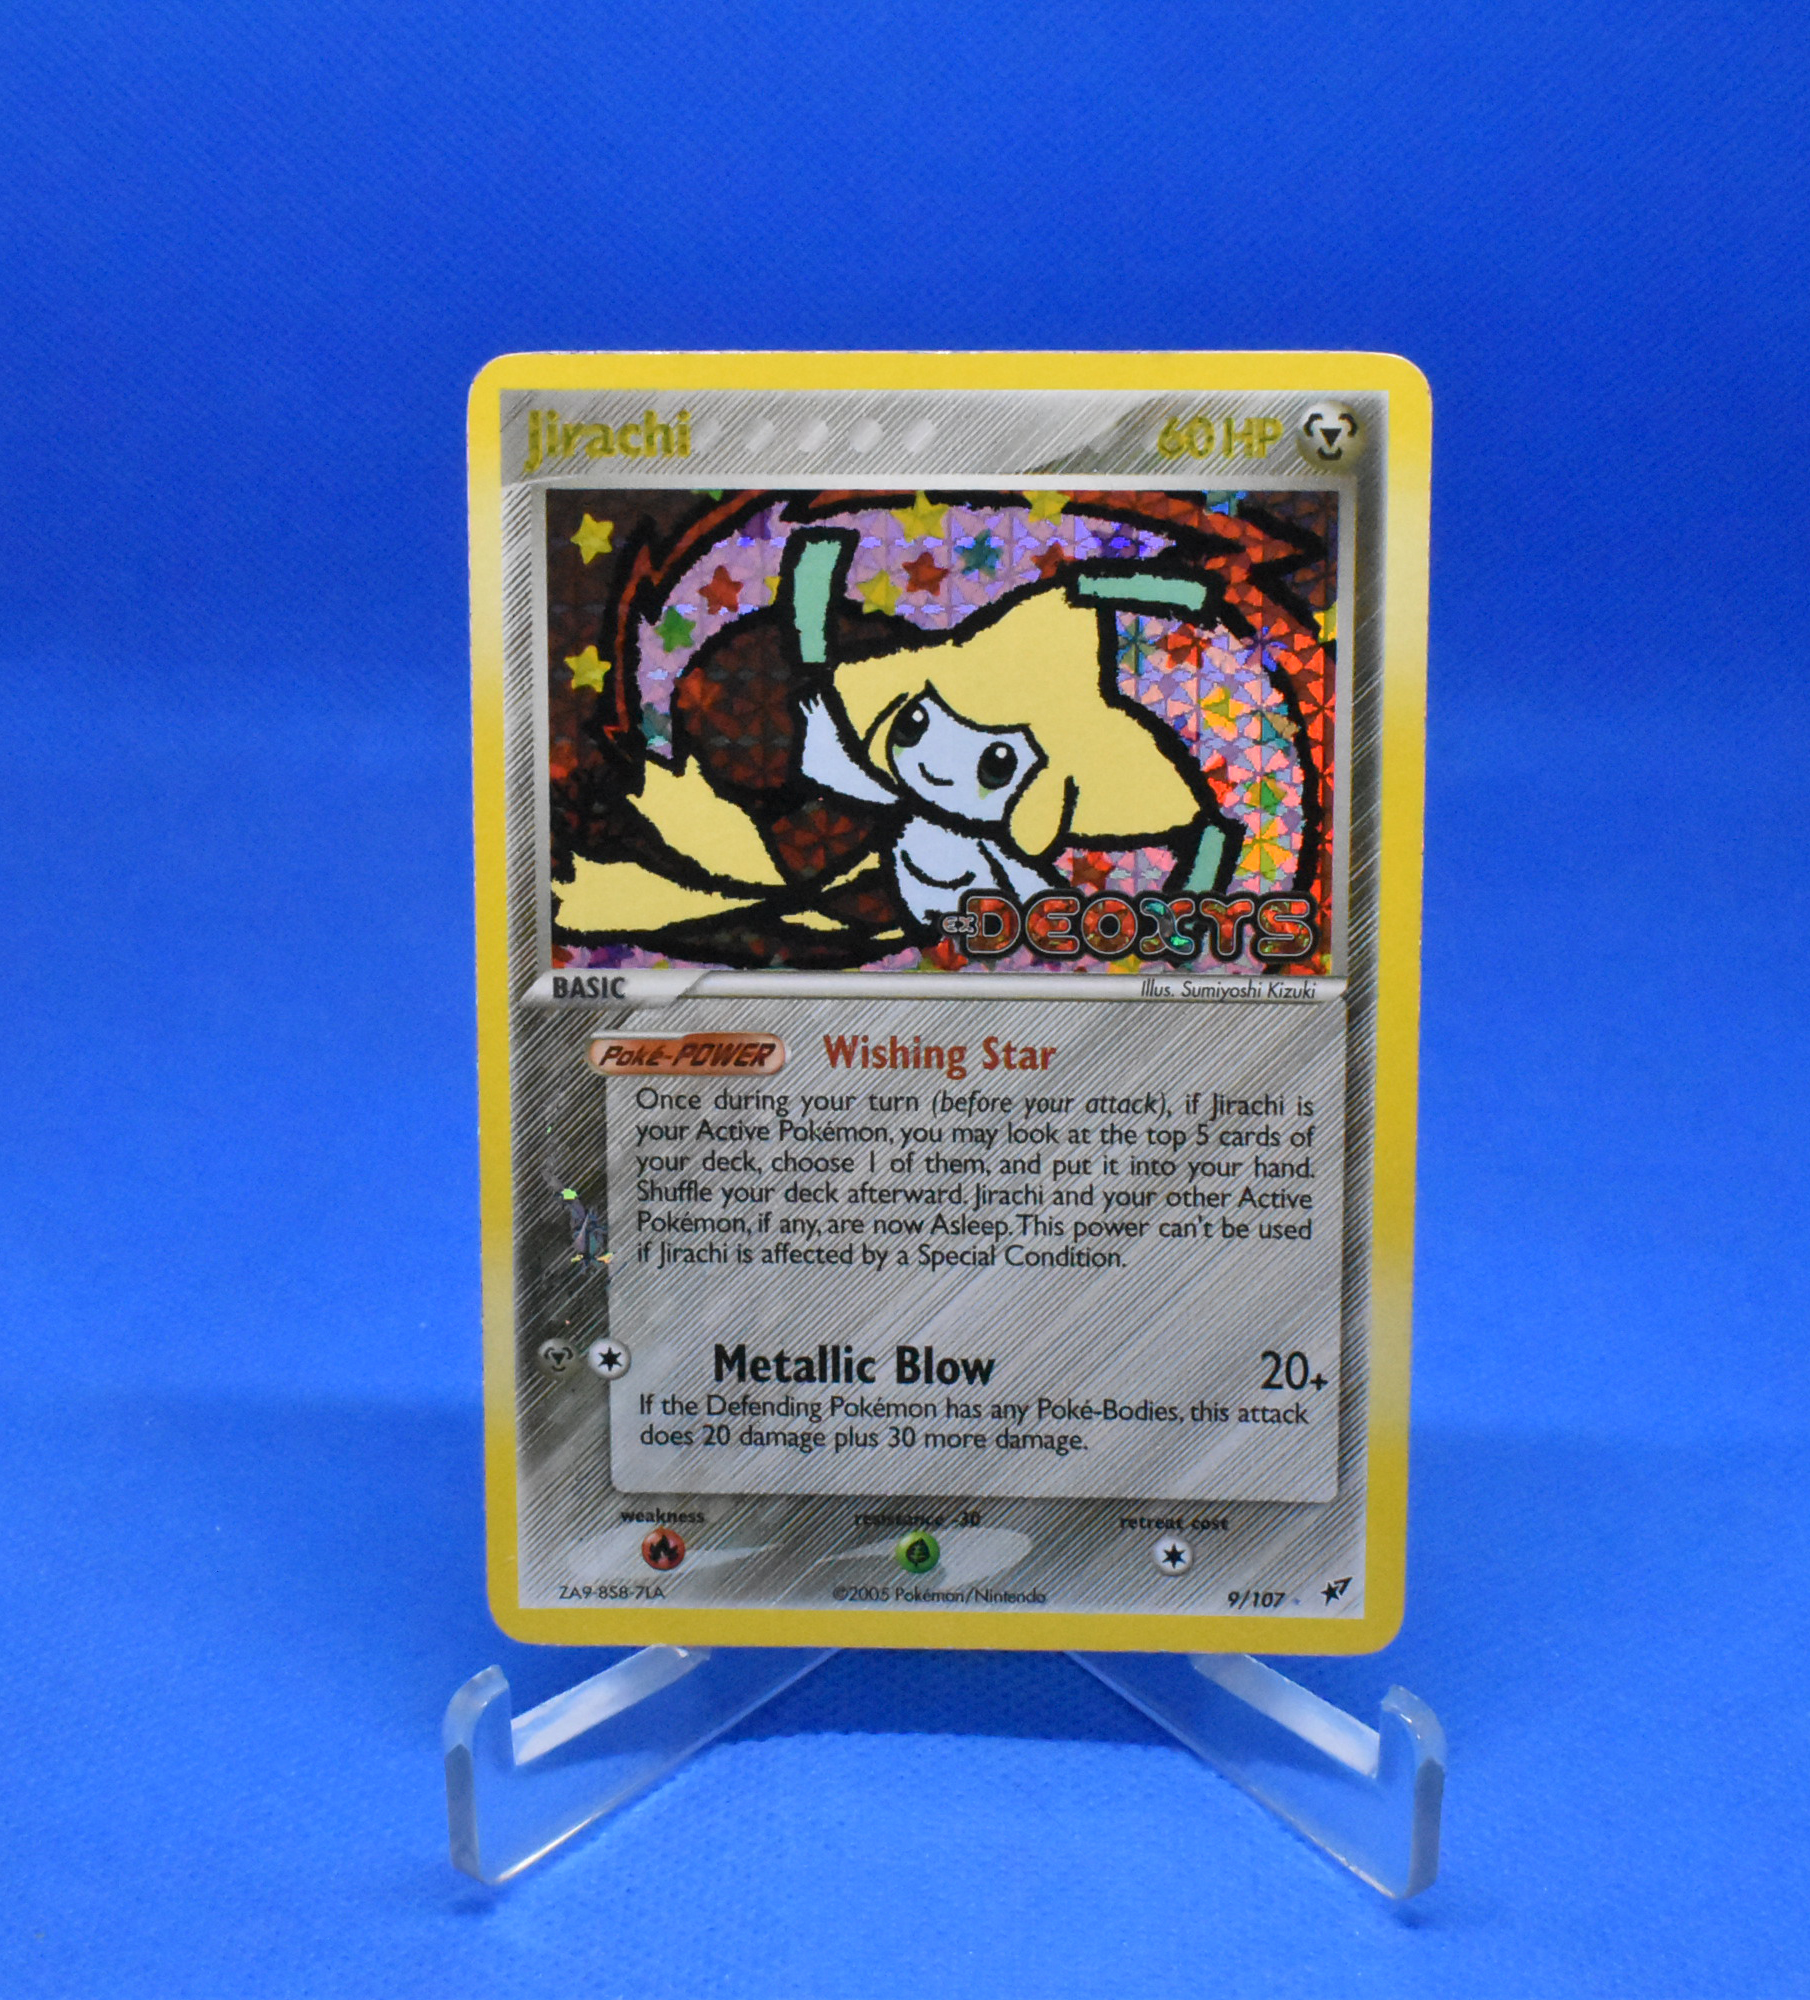 Jirachi 60 HP
ex DEOXYS
BASIC Illus. Sumiyoshi Kizuki
Poké-POWER Wishing Star
Once during your turn (before your attack), if Jirachi is
your Active Pokémon, you may look at the top 5 cards of
your deck, choose 1 of them, and put it into your hand.
Shuffle your deck afterward. Jirachi and your other Active
Pokémon, if any, are now Asleep. This power can't be used
if Jirachi is affected by a Special Condition.
Metallic Blow 20+
If the Defending Pokémon has any Poké-Bodies, this attack
does 20 damage plus 30 more damage.
weakness resistance -30 retreat cost
ZA9-858-7LA ©2005 Pokémon/Nintendo 9/107